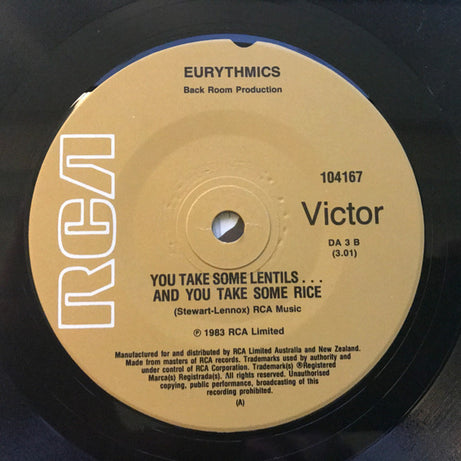 EURYTHMICS
Back Room Production
RCA
104167
Victor
DA 3 B
(3.01)
YOU TAKE SOME LENTILS . . .
AND YOU TAKE SOME RICE
(Stewart-Lennox) RCA Music
℗ 1983 RCA Limited
Manufactured for and distributed by RCA Limited Australia and New Zealand.
Made from masters of RCA records. Trademarks used by authority and
under control of RCA Corporation. Trademark(s) ®Registered
Marca(s) Registrada(s). All rights reserved. Unauthorised
copying, public performance, broadcasting of this
recording prohibited.
(A)